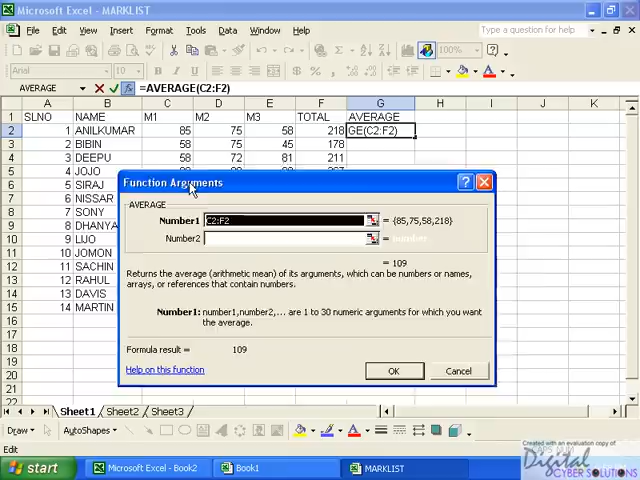 Microsoft Excel - MARKLIST
File Edit View Insert Format Tools Data Window Help Type a question for help
100%
Arial 10 B I U
AVERAGE =AVERAGE(C2:F2)
A B C D E F G H I J K
1 SLNO NAME M1 M2 M3 TOTAL AVERAGE
2 1 ANILKUMAR 85 75 58 218 GE(C2:F2)
3 2 BIBIN 58 75 45 178
4 3 DEEPU 58 72 81 211
5 4 JOJO
6 5 SIRAJ
7 6 NISSAR
8 7 SONY
9 8 DHANYA
10 9 LIJO
11 10 JOMON
12 11 SACHIN
13 12 RAHUL
14 13 DAVIS
15 14 MARTIN
16
17
18
19
20
21
22
Function Arguments
AVERAGE
Number1 C2:F2 = {85,75,58,218}
Number2 = number
= 109
Returns the average (arithmetic mean) of its arguments, which can be numbers or names,
arrays, or references that contain numbers.
Number1: number1,number2,... are 1 to 30 numeric arguments for which you want
the average.
Formula result = 109
Help on this function OK Cancel
Sheet1 Sheet2 Sheet3
Draw AutoShapes
Edit
Created with an evaluation copy of
Digital
CYBER SOLUTIONS
start Microsoft Excel - Book2 Book1 MARKLIST